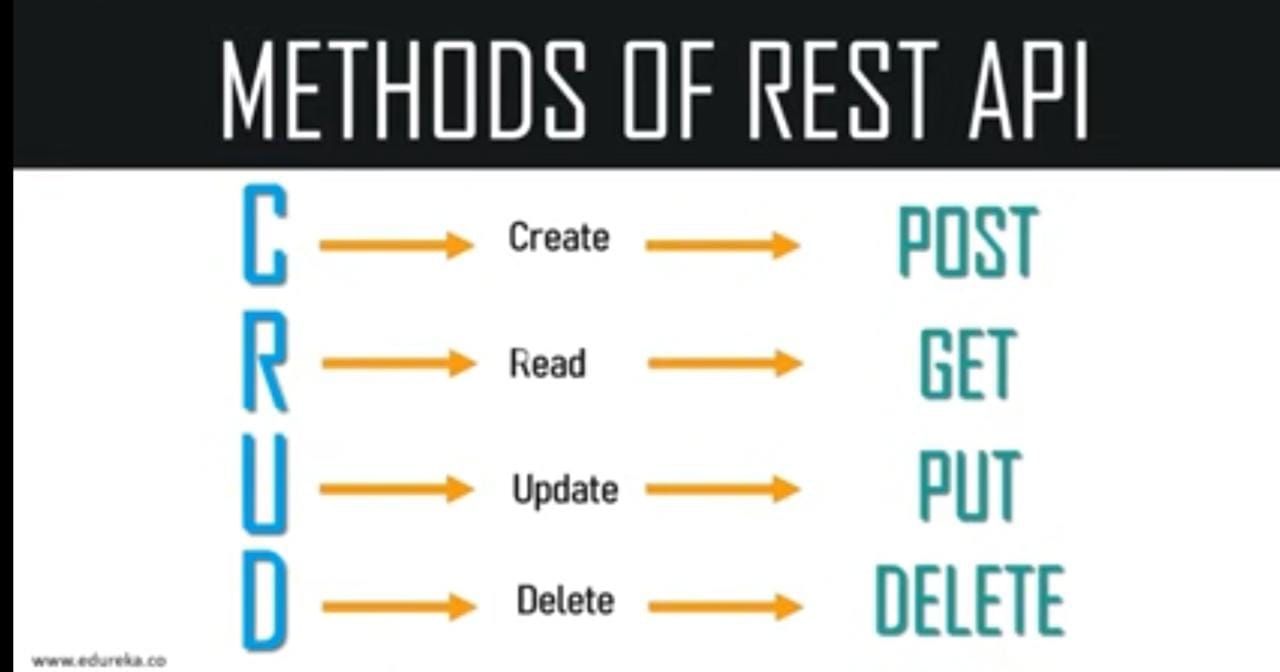 METHODS OF REST API
C Create POST
R Read GET
U Update PUT
D Delete DELETE
www.edureka.co